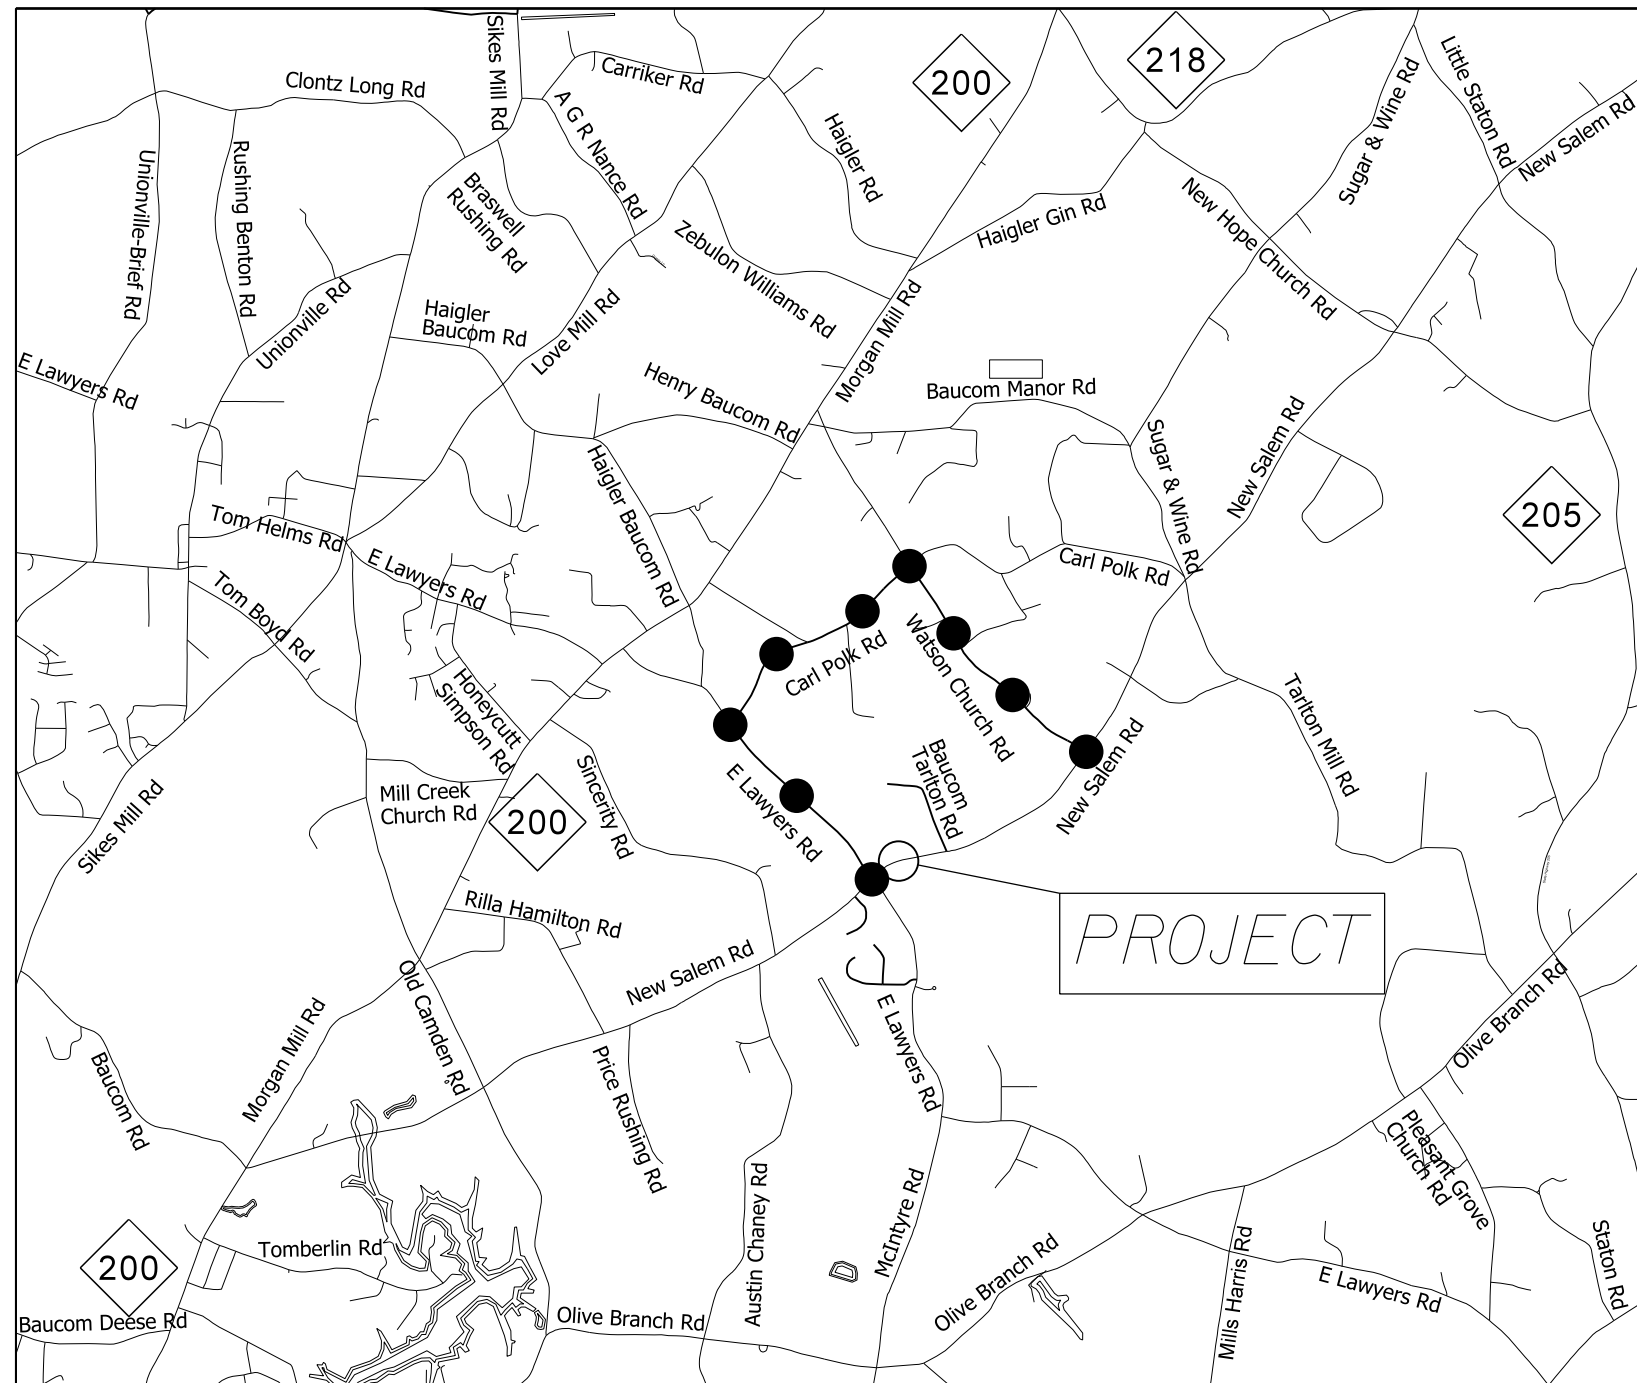 Sikes Mill Rd
Clontz Long Rd
Carriker Rd
200
218
Little Staton Rd
Sugar & Wine Rd
New Salem Rd
A G R Nance Rd
Haigler Rd
Unionville-Brief Rd
Rushing Benton Rd
Braswell
Rushing Rd
Zebulon Williams Rd
Haigler Gin Rd
New Hope Church Rd
Unionville Rd
Haigler
Baucom Rd
Love Mill Rd
Morgan Mill Rd
E Lawyers Rd
Henry Baucom Rd
Baucom Manor Rd
Haigler Baucom Rd
Sugar & Wine Rd
New Salem Rd
205
Tom Helms Rd
E Lawyers Rd
Carl Polk Rd
Tom Boyd Rd
Carl Polk Rd
Watson Church Rd
Honeycutt
Simpson Rd
Tarlton Mill Rd
New Salem Rd
Baucom
Tarlton Rd
Sikes Mill Rd
Mill Creek
Church Rd
200
Sincerity Rd
E Lawyers Rd
Rilla Hamilton Rd
PROJECT
New Salem Rd
Old Camden Rd
Morgan Mill Rd
E Lawyers Rd
Olive Branch Rd
Baucom Rd
Price Rushing Rd
Pleasant Grove
Church Rd
Austin Chaney Rd
McIntyre Rd
Tomberlin Rd
200
Olive Branch Rd
Mills Harris Rd
E Lawyers Rd
Staton Rd
Baucom Deese Rd
Olive Branch Rd